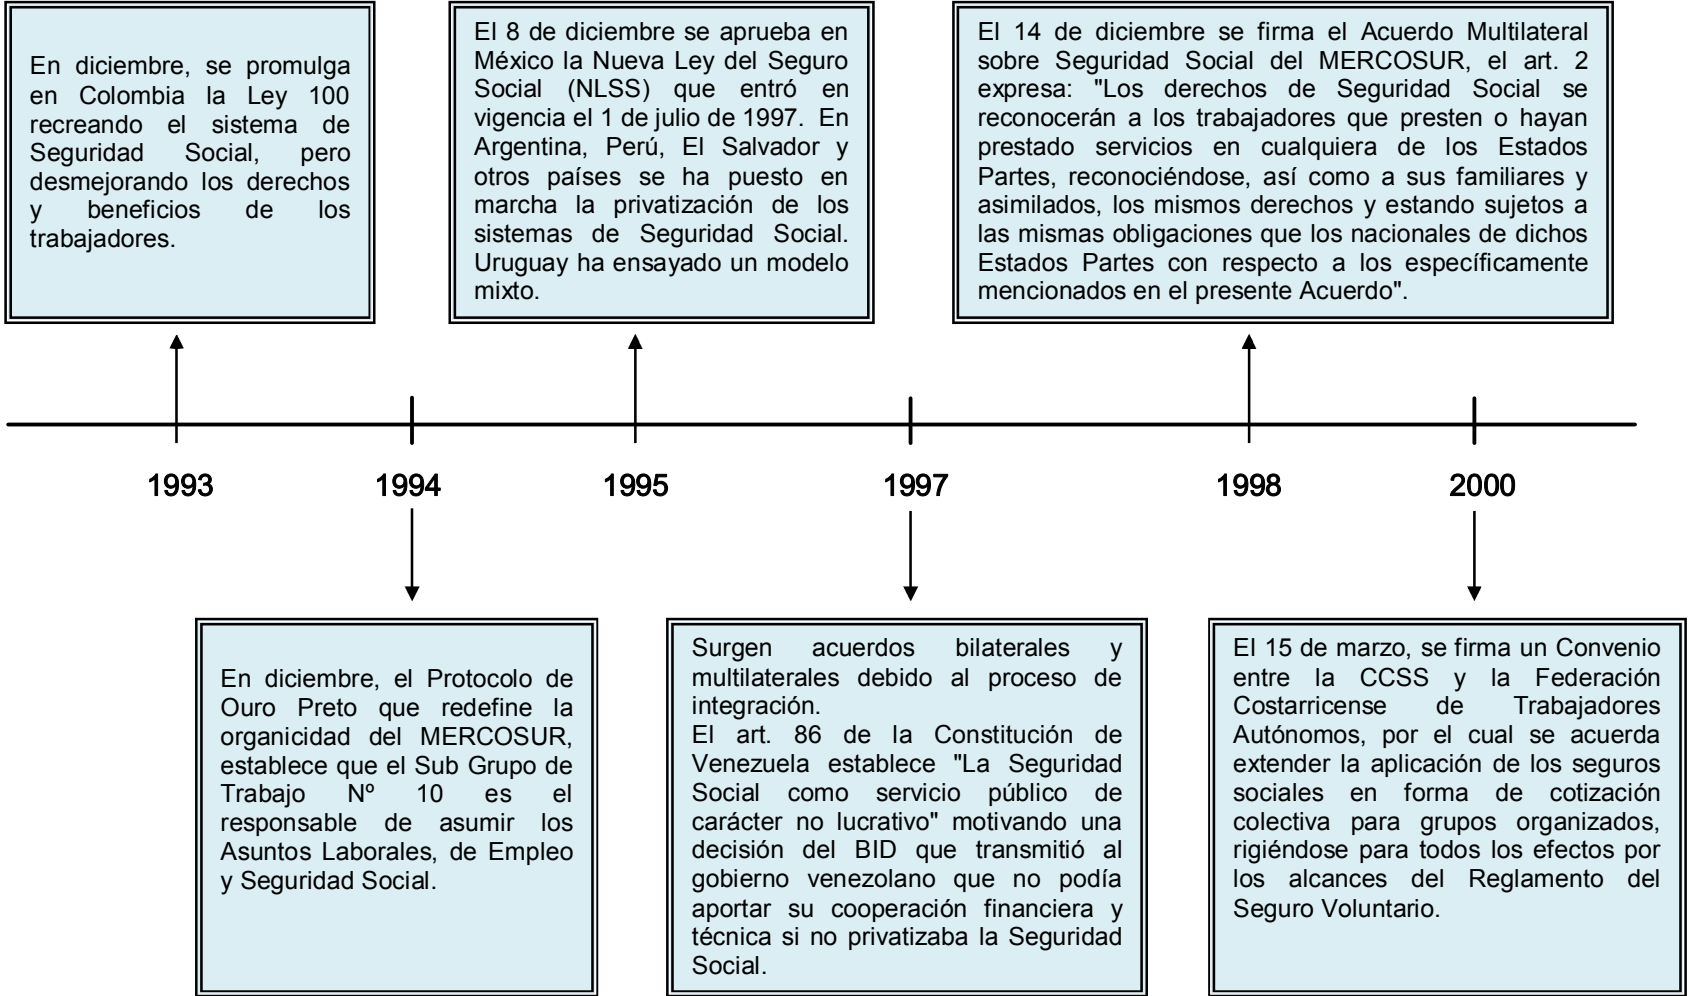 En diciembre, se promulga
en Colombia la Ley 100
recreando el sistema de
Seguridad Social, pero
desmejorando los derechos
y beneficios de los
trabajadores.
El 8 de diciembre se aprueba en
México la Nueva Ley del Seguro
Social (NLSS) que entró en
vigencia el 1 de julio de 1997. En
Argentina, Perú, El Salvador y
otros países se ha puesto en
marcha la privatización de los
sistemas de Seguridad Social.
Uruguay ha ensayado un modelo
mixto.
El 14 de diciembre se firma el Acuerdo Multilateral
sobre Seguridad Social del MERCOSUR, el art. 2
expresa: "Los derechos de Seguridad Social se
reconocerán a los trabajadores que presten o hayan
prestado servicios en cualquiera de los Estados
Partes, reconociéndose, así como a sus familiares y
asimilados, los mismos derechos y estando sujetos a
las mismas obligaciones que los nacionales de dichos
Estados Partes con respecto a los específicamente
mencionados en el presente Acuerdo".
1993
1994
1995
1997
1998
2000
En diciembre, el Protocolo de
Ouro Preto que redefine la
organicidad del MERCOSUR,
establece que el Sub Grupo de
Trabajo Nº 10 es el
responsable de asumir los
Asuntos Laborales, de Empleo
y Seguridad Social.
Surgen acuerdos bilaterales y
multilaterales debido al proceso de
integración.
El art. 86 de la Constitución de
Venezuela establece "La Seguridad
Social como servicio público de
carácter no lucrativo" motivando una
decisión del BID que transmitió al
gobierno venezolano que no podía
aportar su cooperación financiera y
técnica si no privatizaba la Seguridad
Social.
El 15 de marzo, se firma un Convenio
entre la CCSS y la Federación
Costarricense de Trabajadores
Autónomos, por el cual se acuerda
extender la aplicación de los seguros
sociales en forma de cotización
colectiva para grupos organizados,
rigiéndose para todos los efectos por
los alcances del Reglamento del
Seguro Voluntario.